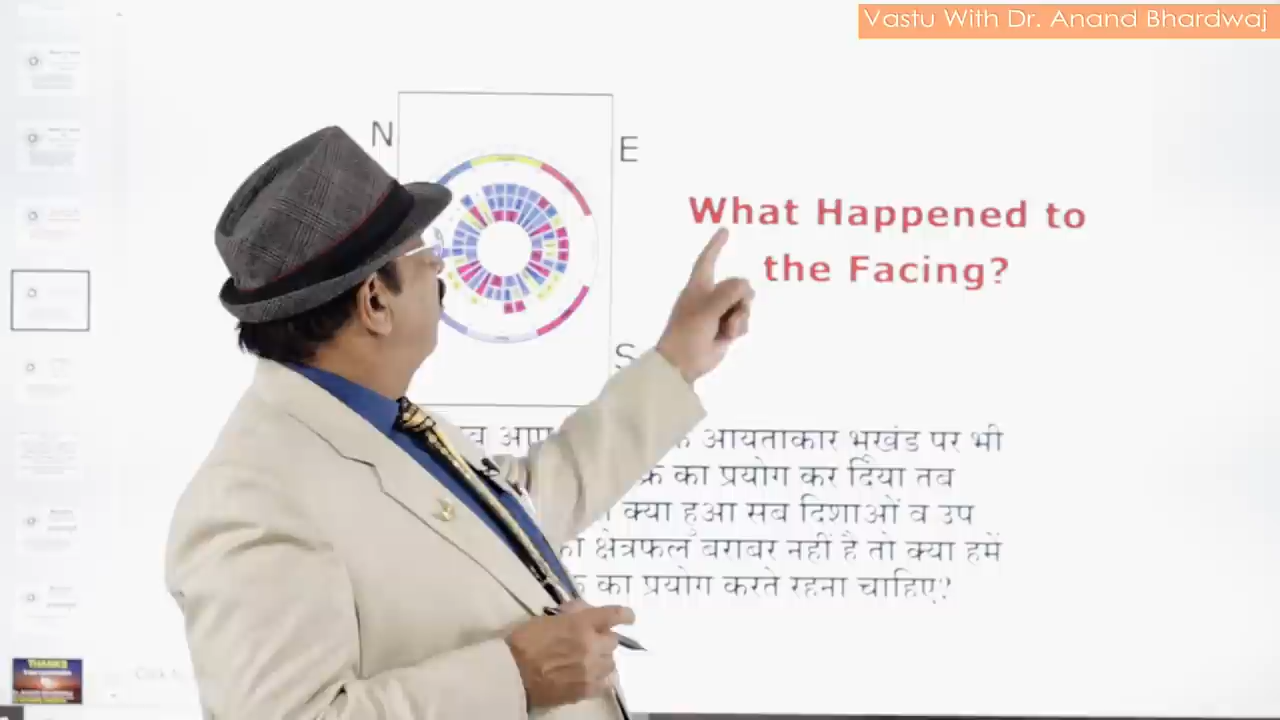 Vastu With Dr. Anand Bhardwaj
N
E
What Happened to
the Facing?
S
आयताकार भूखंड पर भी
का प्रयोग कर दिया तब
क्या हुआ सब दिशाओं व उप
क्षेत्रफल बराबर नहीं है तो क्या हमें
का प्रयोग करते रहना चाहिए?
THANKS